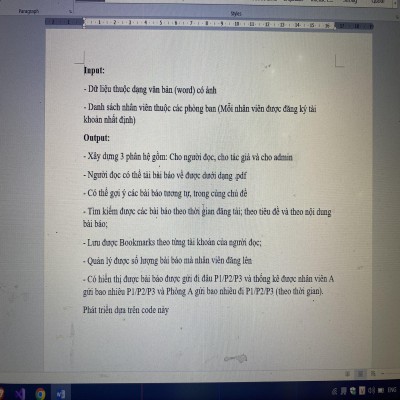 Paragraph
Styles
Input:
- Dữ liệu thuộc dạng văn bản (word) có ảnh
- Danh sách nhân viên thuộc các phòng ban (Mỗi nhân viên được đăng ký tài
khoản nhất định)
Output:
- Xây dựng 3 phân hệ gồm: Cho người đọc, cho tác giả và cho admin
- Người đọc có thể tải bài báo về được dưới dạng .pdf
- Có thể gợi ý các bài báo tương tự, trong cùng chủ đề
- Tìm kiếm được các bài báo theo thời gian đăng tải; theo tiêu đề và theo nội dung
bài báo;
- Lưu được Bookmarks theo từng tài khoản của người đọc;
- Quản lý được số lượng bài báo mà nhân viên đăng lên
- Có hiển thị được bài báo được gửi đi đâu P1/P2/P3 và thống kê được nhân viên A
gửi bao nhiêu P1/P2/P3 và Phòng A gửi bao nhiêu đi P1/P2/P3 (theo thời gian).
Phát triển dựa trên code này
ENG